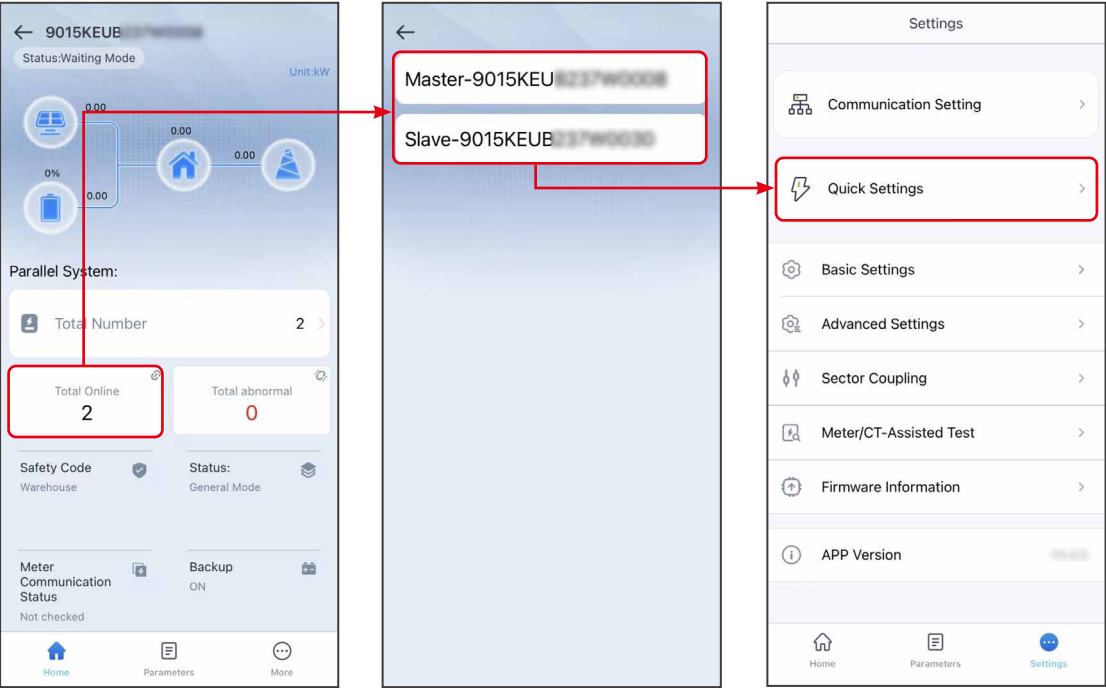 9015KEUB
Status:Waiting Mode
Unit:kW
0.00
0.00
0.00
0%
0.00
Parallel System:
Total Number 2
Total Online
2
Total abnormal
0
Safety Code
Warehouse
Status:
General Mode
Meter
Communication
Status
Not checked
Backup
ON
Home
Parameters
More
Master-9015KEU
Slave-9015KEUB
Settings
Communication Setting
Quick Settings
Basic Settings
Advanced Settings
Sector Coupling
Meter/CT-Assisted Test
Firmware Information
APP Version
Home
Parameters
Settings